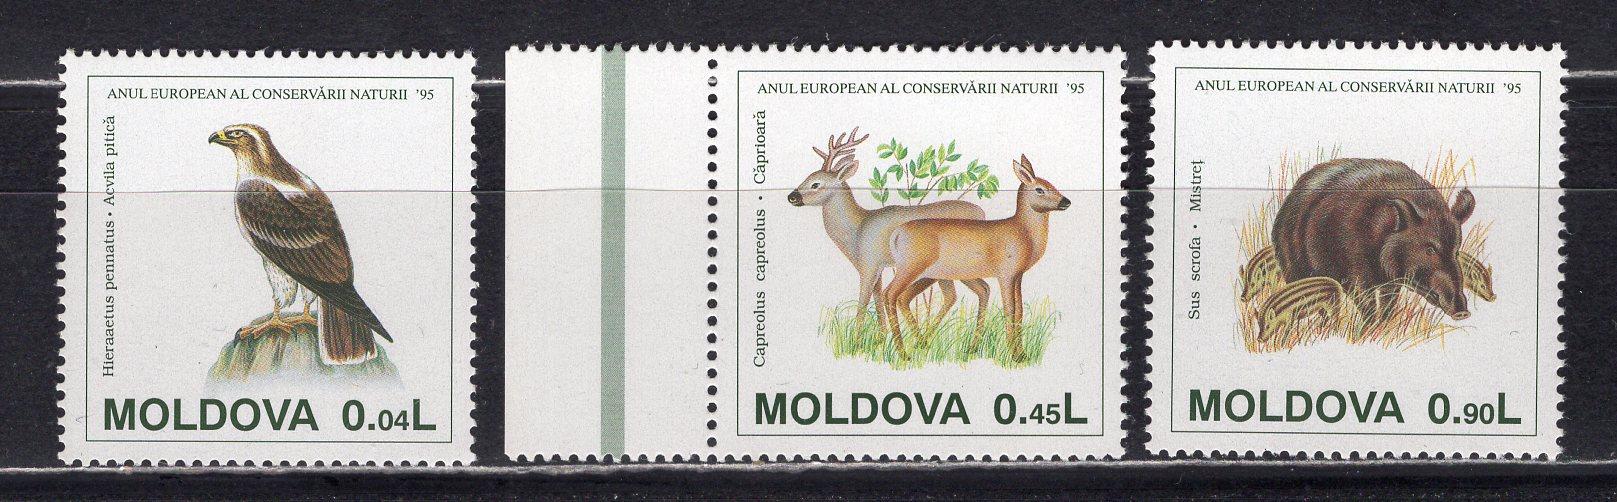 ANUL EUROPEAN AL CONSERVĂRII NATURII '95
Hieraaetus pennatus • Acvila pitică
MOLDOVA 0.04L
ANUL EUROPEAN AL CONSERVĂRII NATURII '95
Capreolus capreolus • Căprioară
MOLDOVA 0.45L
ANUL EUROPEAN AL CONSERVĂRII NATURII '95
Sus scrofa • Mistreț
MOLDOVA 0.90L